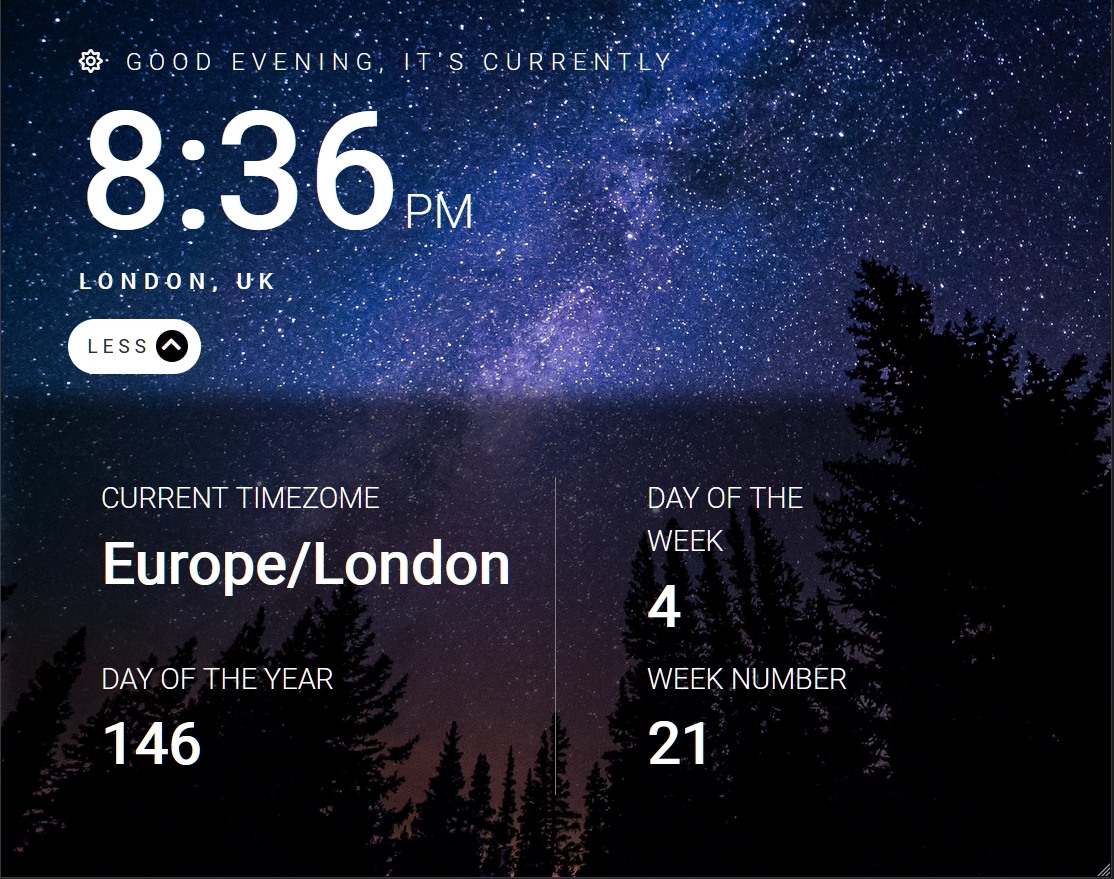 GOOD EVENING, IT'S CURRENTLY
8:36 PM
LONDON, UK
LESS
CURRENT TIMEZOME
Europe/London
DAY OF THE
WEEK
4
DAY OF THE YEAR
146
WEEK NUMBER
21